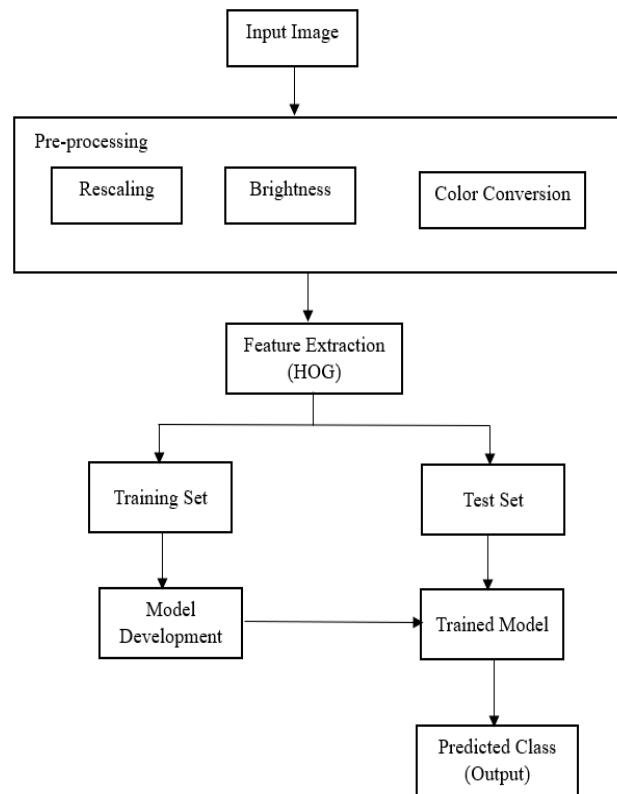 Input Image
Pre-processing
Rescaling
Brightness
Color Conversion
Feature Extraction
(HOG)
Training Set
Test Set
Model
Development
Trained Model
Predicted Class
(Output)